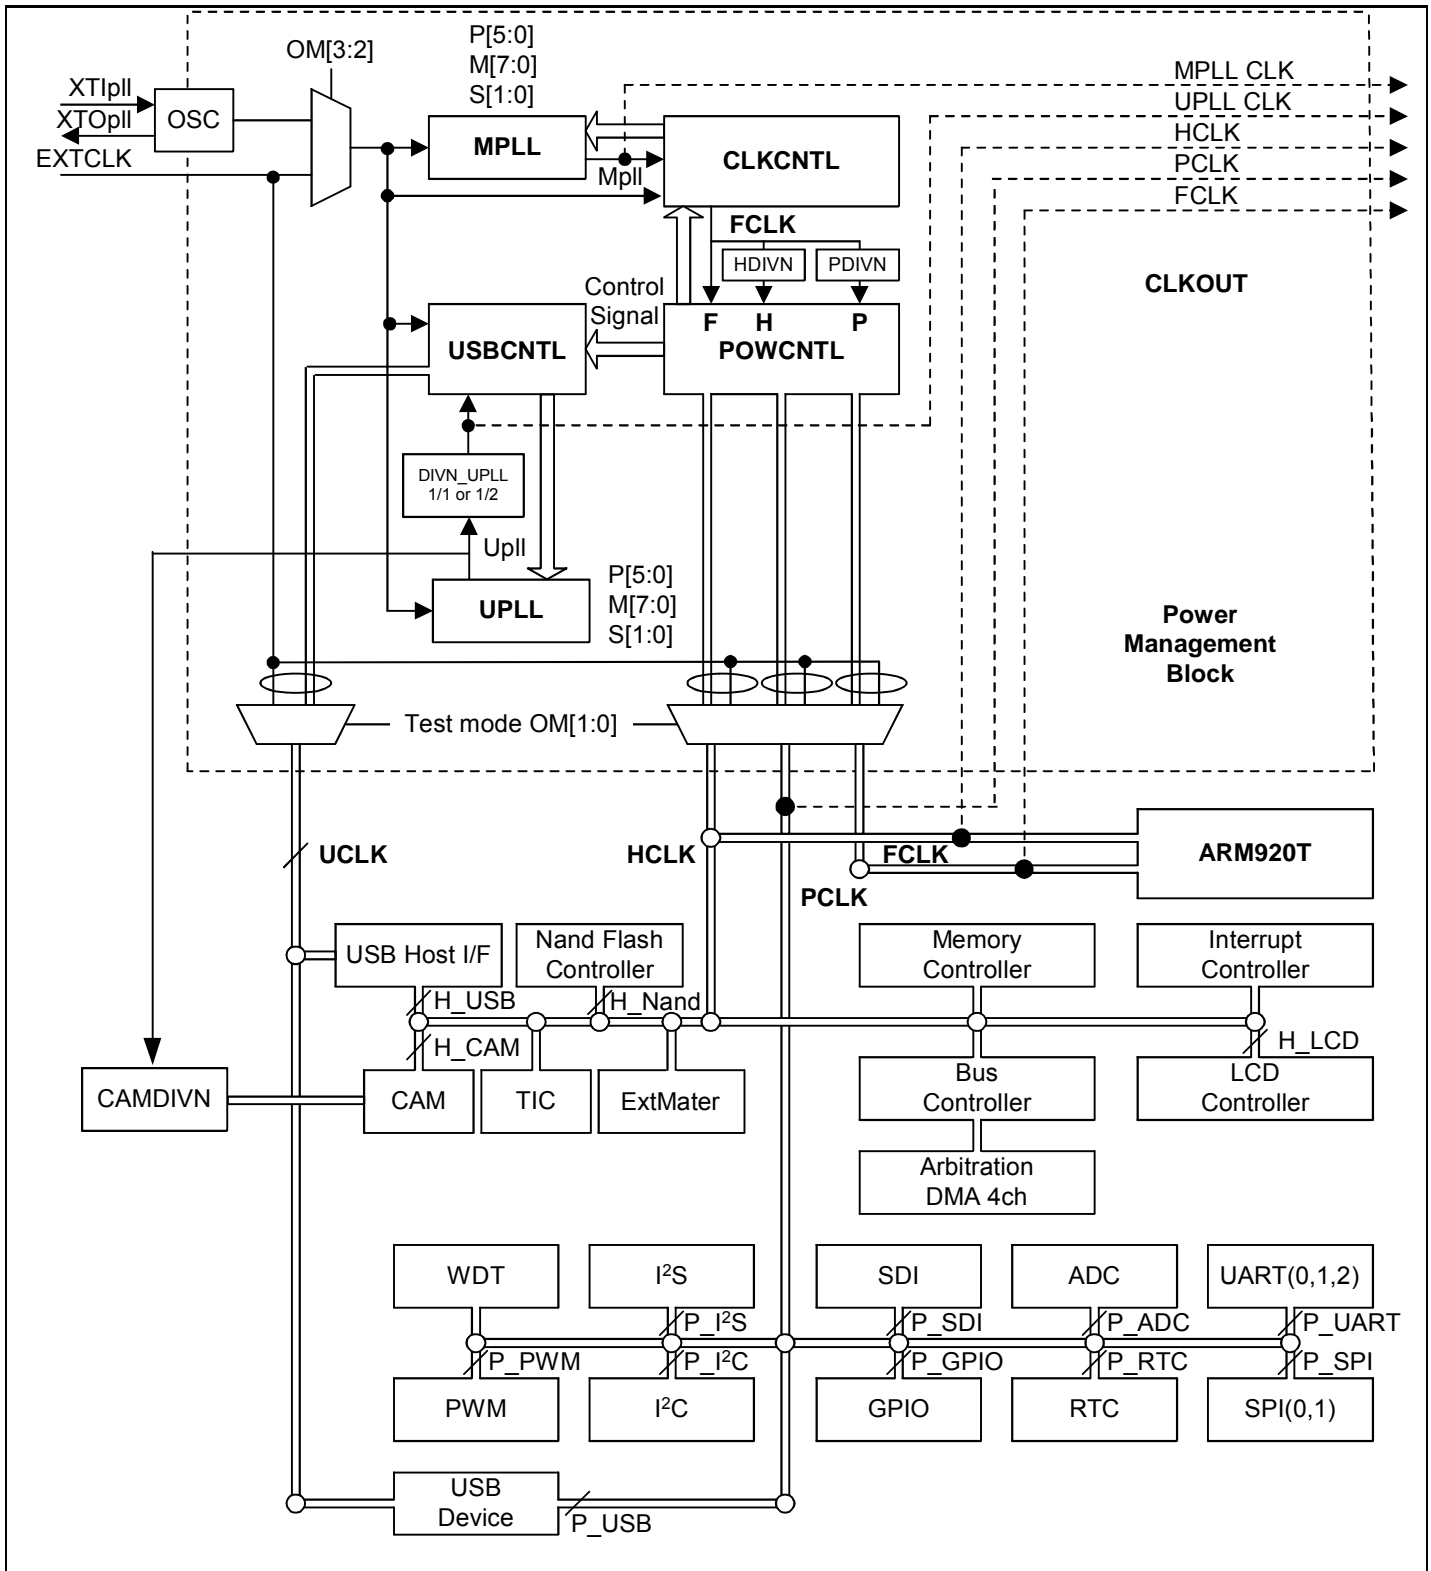 OM[3:2]
P[5:0]
M[7:0]
S[1:0]
XTIpll
XTOpll
EXTCLK
OSC
MPLL
Mpll
CLKCNTL
MPLL CLK
UPLL CLK
HCLK
PCLK
FCLK
FCLK
HDIVN
PDIVN
CLKOUT
Control
Signal
F H P
POWCNTL
USBCNTL
DIVN_UPLL
1/1 or 1/2
Upll
UPLL
P[5:0]
M[7:0]
S[1:0]
Power
Management
Block
Test mode OM[1:0]
UCLK
HCLK
FCLK
PCLK
ARM920T
USB Host I/F
Nand Flash
Controller
Memory
Controller
Interrupt
Controller
H_USB
H_Nand
H_CAM
H_LCD
CAMDIVN
CAM
TIC
ExtMater
Bus
Controller
LCD
Controller
Arbitration
DMA 4ch
WDT
I²S
SDI
ADC
UART(0,1,2)
P_I²S
P_SDI
P_ADC
P_UART
P_PWM
P_I²C
P_GPIO
P_RTC
P_SPI
PWM
I²C
GPIO
RTC
SPI(0,1)
USB
Device
P_USB